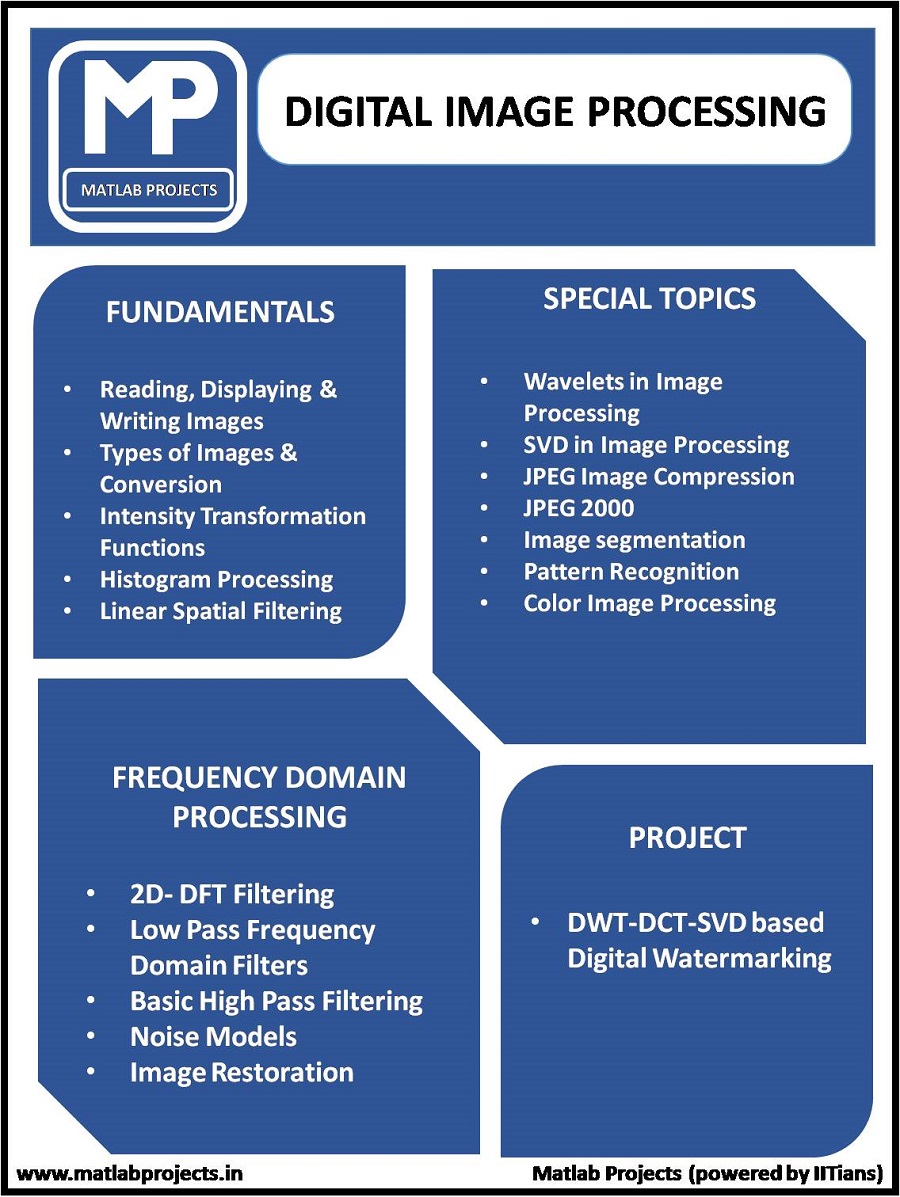 MP
MATLAB PROJECTS
DIGITAL IMAGE PROCESSING
FUNDAMENTALS
• Reading, Displaying &
Writing Images
• Types of Images &
Conversion
• Intensity Transformation
Functions
• Histogram Processing
• Linear Spatial Filtering
SPECIAL TOPICS
• Wavelets in Image
Processing
• SVD in Image Processing
• JPEG Image Compression
• JPEG 2000
• Image segmentation
• Pattern Recognition
• Color Image Processing
FREQUENCY DOMAIN
PROCESSING
• 2D- DFT Filtering
• Low Pass Frequency
Domain Filters
• Basic High Pass Filtering
• Noise Models
• Image Restoration
PROJECT
• DWT-DCT-SVD based
Digital Watermarking
www.matlabprojects.in
Matlab Projects (powered by IITians)